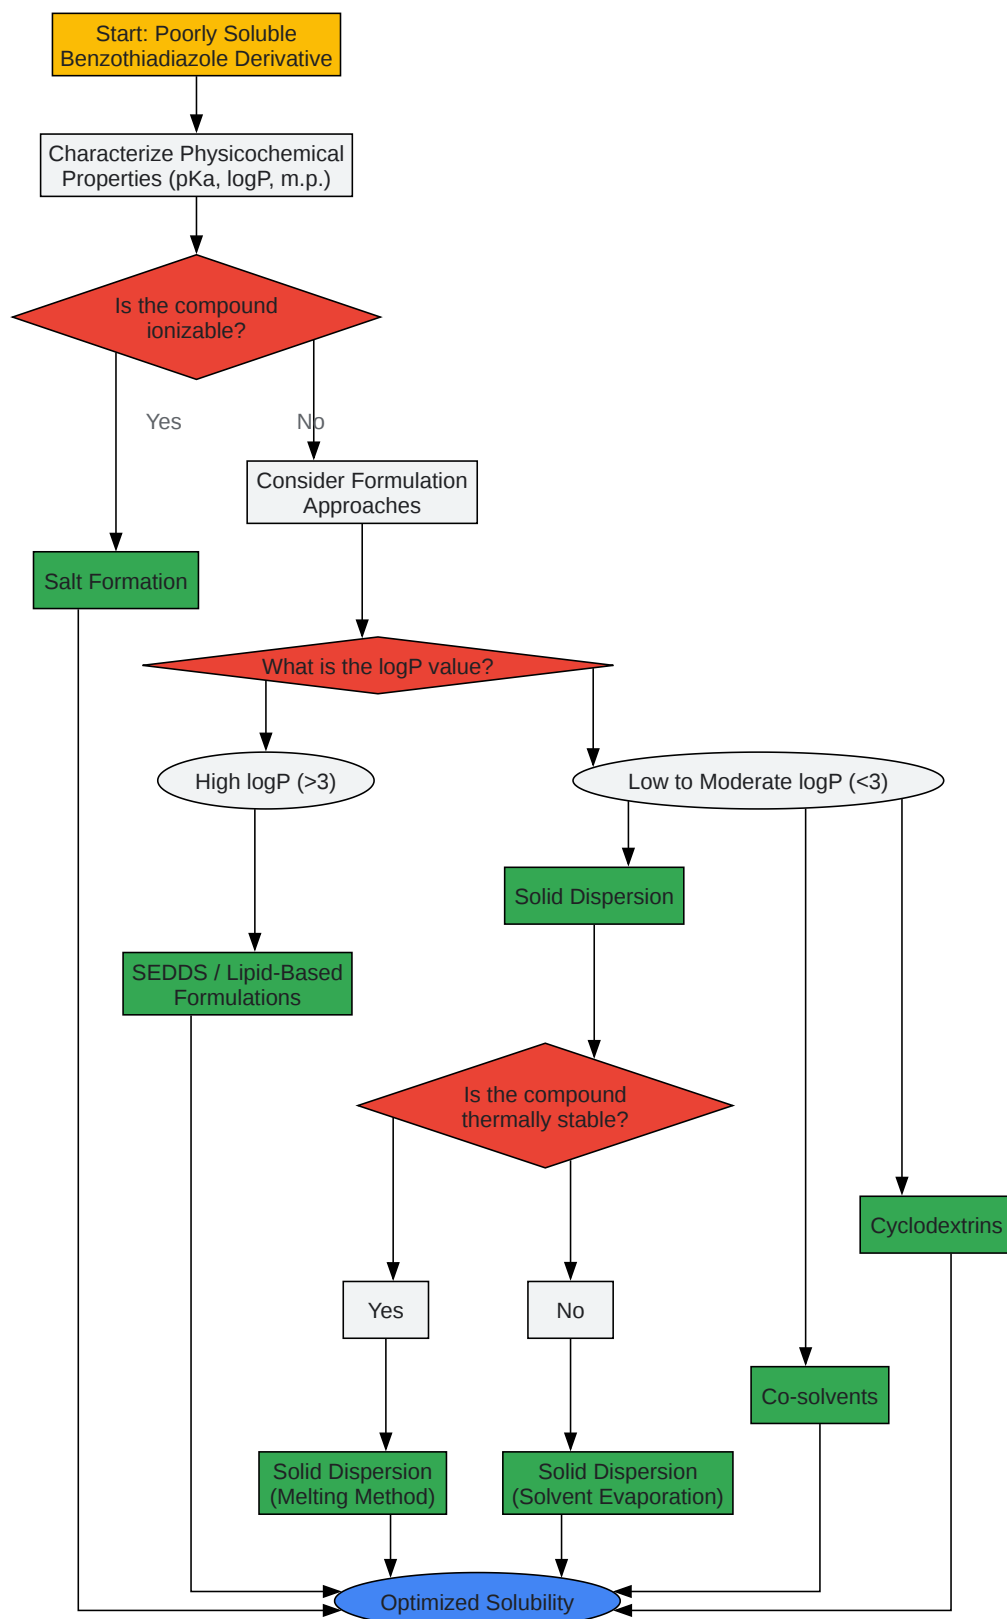 Start: Poorly Soluble
Benzothiadiazole Derivative
Characterize Physicochemical
Properties (pKa, logP, m.p.)
Is the compound
ionizable?
Yes
No
Consider Formulation
Approaches
Salt Formation
What is the logP value?
High logP (>3)
Low to Moderate logP (<3)
Solid Dispersion
SEDDS / Lipid-Based
Formulations
Is the compound
thermally stable?
Cyclodextrins
Yes
No
Co-solvents
Solid Dispersion
(Melting Method)
Solid Dispersion
(Solvent Evaporation)
Optimized Solubility